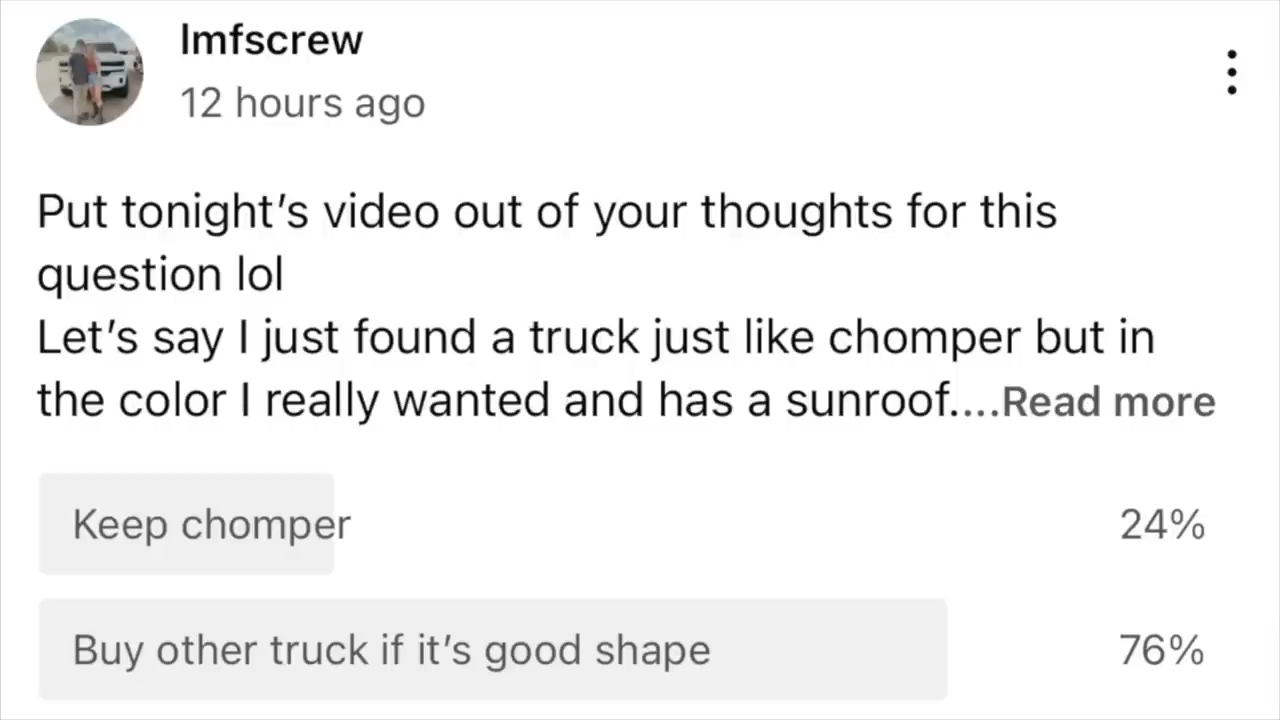 lmfscrew
12 hours ago
Put tonight's video out of your thoughts for this
question lol
Let's say I just found a truck just like chomper but in
the color I really wanted and has a sunroof....Read more
Keep chomper 24%
Buy other truck if it's good shape 76%